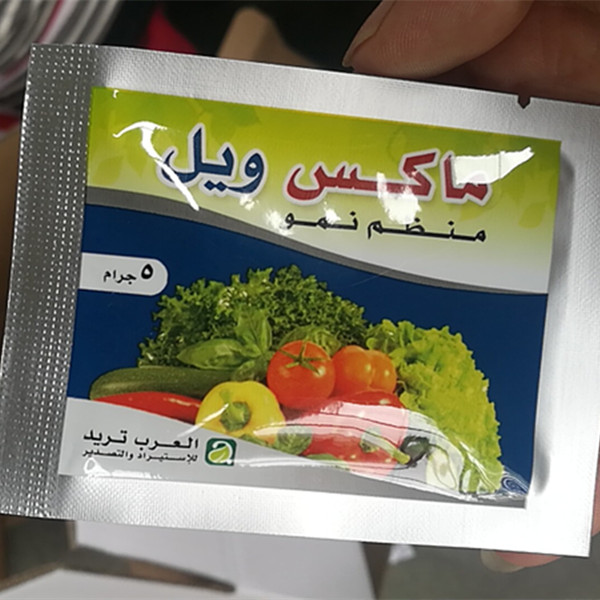 ماكس ويل
منظم نمو
٥ جرام
العرب تريد
للإستيراد والتصدير